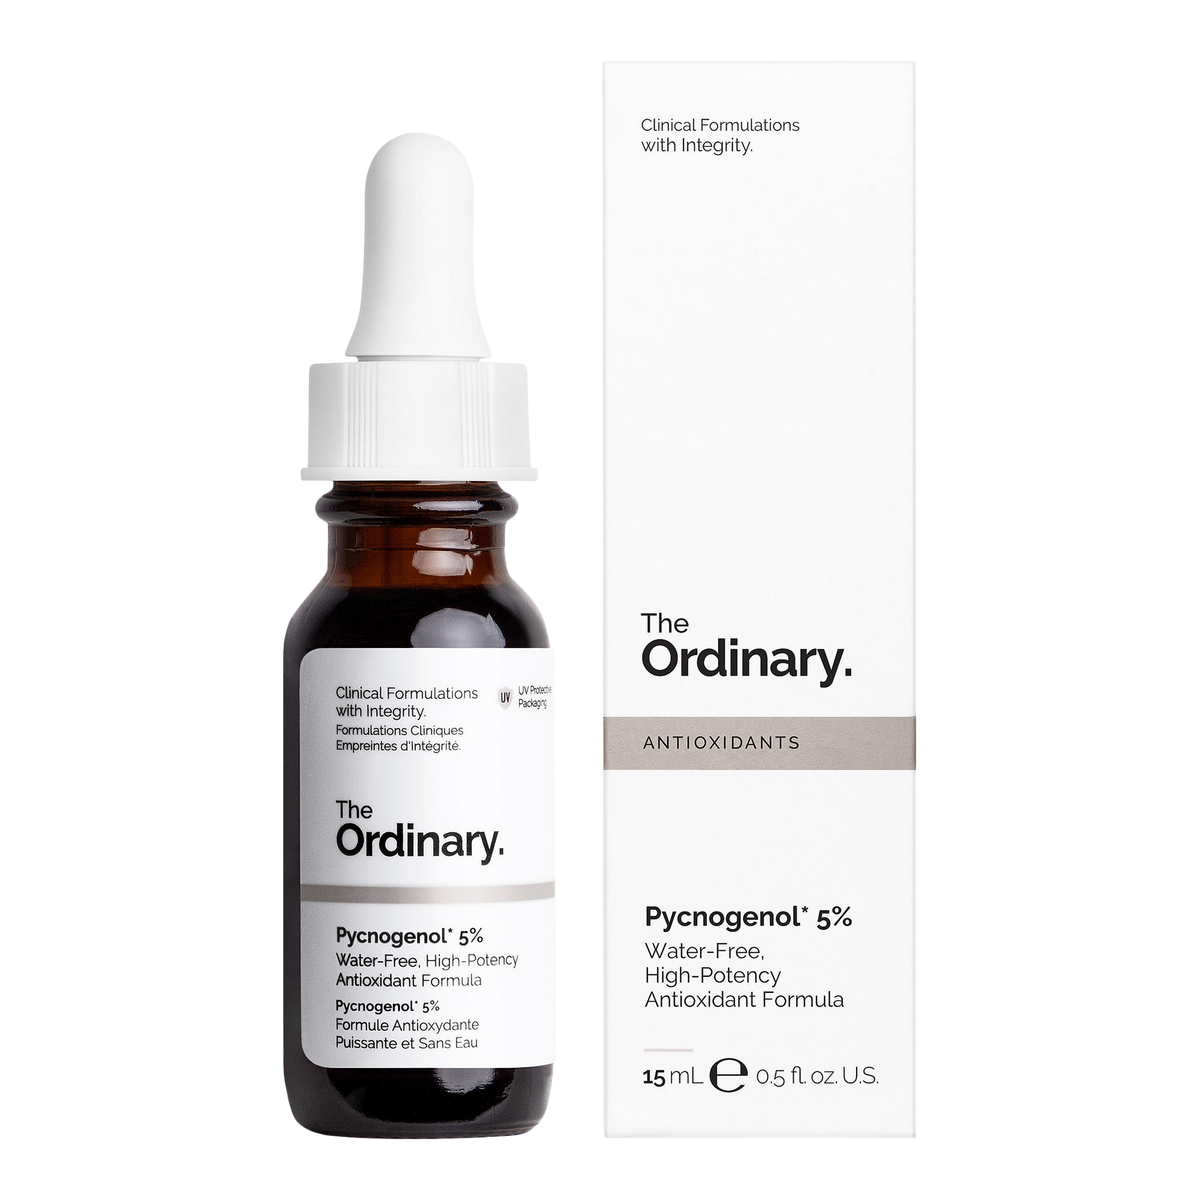 Clinical Formulations
with Integrity.
Formulations Cliniques
Empreintes d'Intégrité.
UV
UV Protective
Packaging
The
Ordinary.
Pycnogenol* 5%
Water-Free, High-Potency
Antioxidant Formula
Pycnogenol* 5%
Formule Antioxydante
Puissante et Sans Eau
Clinical Formulations
with Integrity.
The
Ordinary.
ANTIOXIDANTS
Pycnogenol* 5%
Water-Free,
High-Potency
Antioxidant Formula
15 mL ℮ 0.5 fl. oz. U.S.